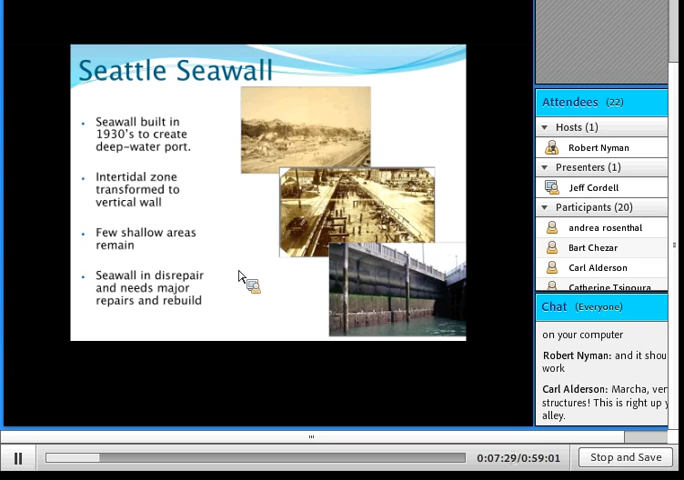 Seattle Seawall
Seawall built in
1930's to create
deep-water port.
Intertidal zone
transformed to
vertical wall
Few shallow areas
remain
Seawall in disrepair
and needs major
repairs and rebuild
Attendees (22)
Hosts (1)
Robert Nyman
Presenters (1)
Jeff Cordell
Participants (20)
andrea rosenthal
Bart Chezar
Carl Alderson
Catherine Tsinoura
Chat (Everyone)
on your computer
Robert Nyman: and it shou
work
Carl Alderson: Marcha, ver
structures! This is right up y
alley.
0:07:29/0:59:01
Stop and Save